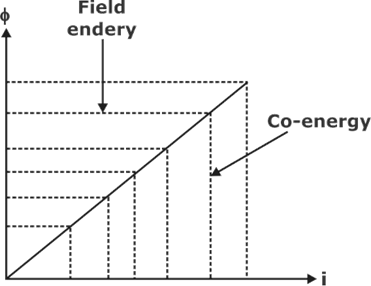 ϕ
Field
endery
Co-energy
i